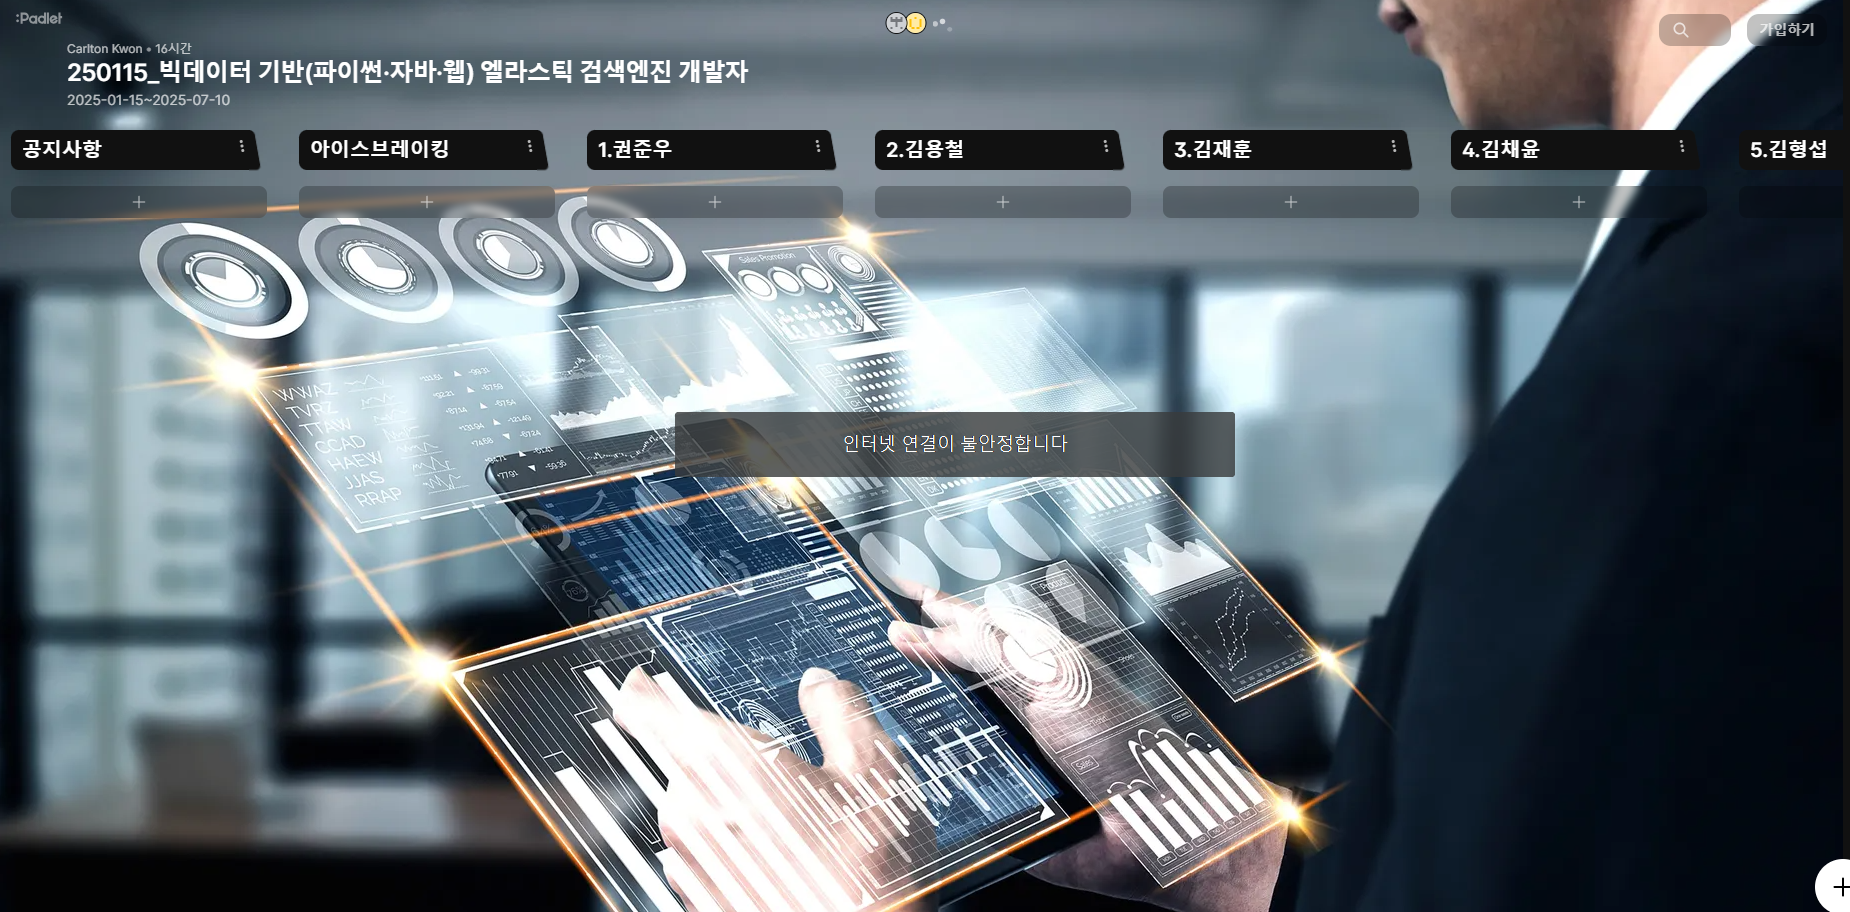 :Padlet
Carlton Kwon • 16시간
250115_빅데이터 기반(파이썬·자바·웹) 엘라스틱 검색엔진 개발자
2025-01-15~2025-07-10
가입하기
공지사항
아이스브레이킹
1.권준우
2.김용철
3.김재훈
4.김채윤
5.김형섭
Sales Promotion
WWAZ
TVRZ
TTAW
CCAD
HAEW
JJAS
RRAP
인터넷 연결이 불안정합니다
Product
Sales